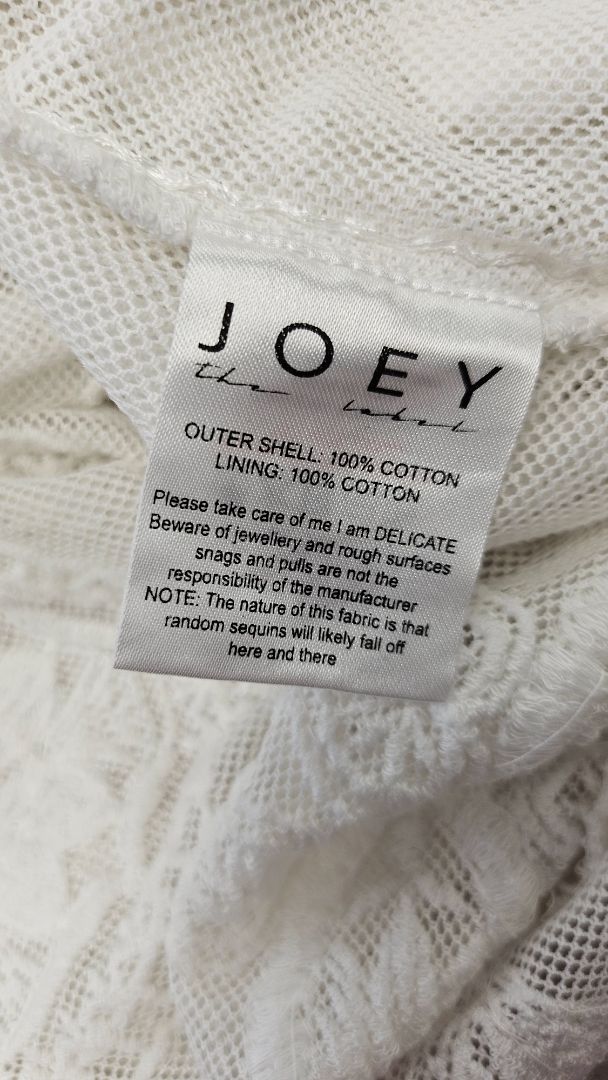 JOEY
the label
OUTER SHELL: 100% COTTON
LINING: 100% COTTON
Please take care of me I am DELICATE
Beware of jewellery and rough surfaces
snags and pulls are not the
responsibility of the manufacturer
NOTE: The nature of this fabric is that
random sequins will likely fall off
here and there